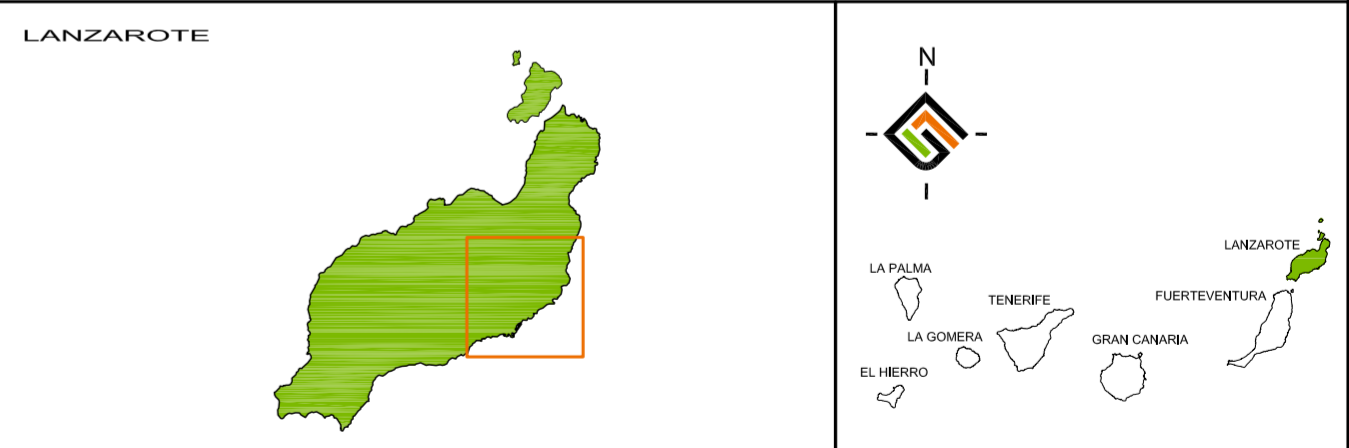 LANZAROTE
N
LANZAROTE
LA PALMA
TENERIFE
FUERTEVENTURA
LA GOMERA
GRAN CANARIA
EL HIERRO